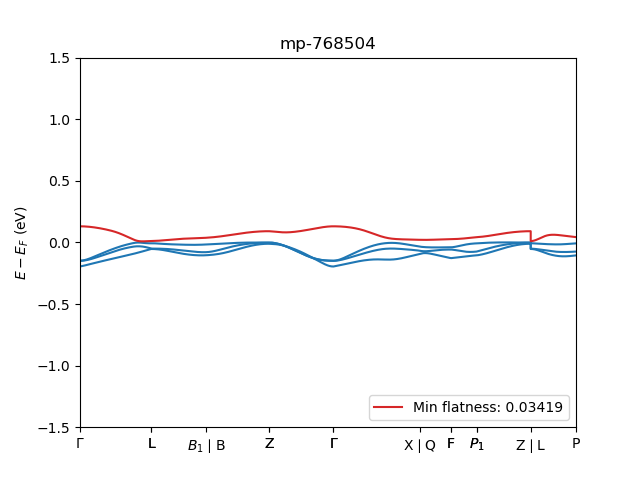 mp-768504
1.5
1.0
0.5
0.0
−0.5
−1.0
−1.5
E − E_F (eV)
Min flatness: 0.03419
Γ L B₁ | B Z Γ X | Q F P₁ Z | L P